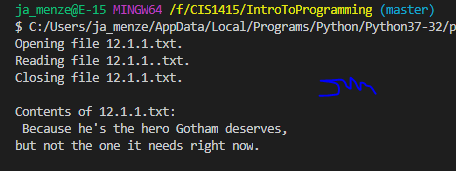 ja_menze@E-15 MINGW64 /f/CIS1415/IntroToProgramming (master)
$ C:/Users/ja_menze/AppData/Local/Programs/Python/Python37-32/p
Opening file 12.1.1.txt.
Reading file 12.1.1..txt.
Closing file 12.1.1.txt.
Contents of 12.1.1.txt:
Because he's the hero Gotham deserves,
but not the one it needs right now.